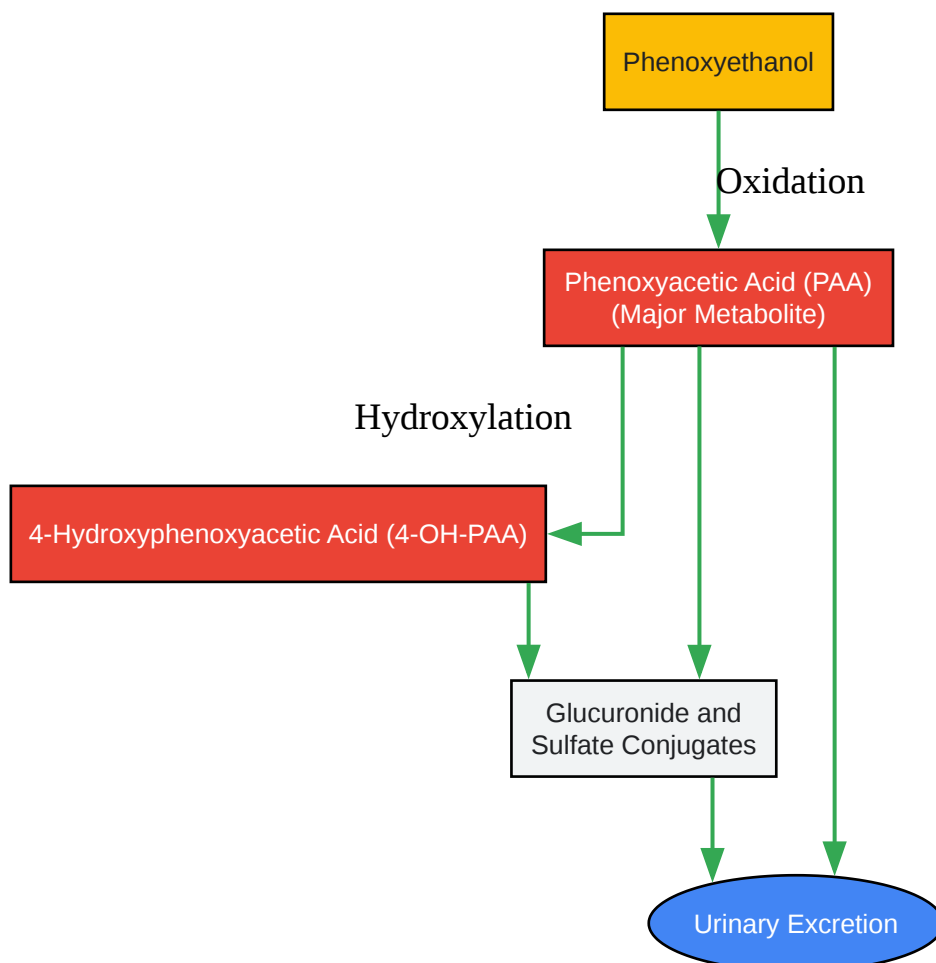 Phenoxyethanol
Oxidation
Phenoxyacetic Acid (PAA)
(Major Metabolite)
Hydroxylation
4-Hydroxyphenoxyacetic Acid (4-OH-PAA)
Glucuronide and
Sulfate Conjugates
Urinary Excretion